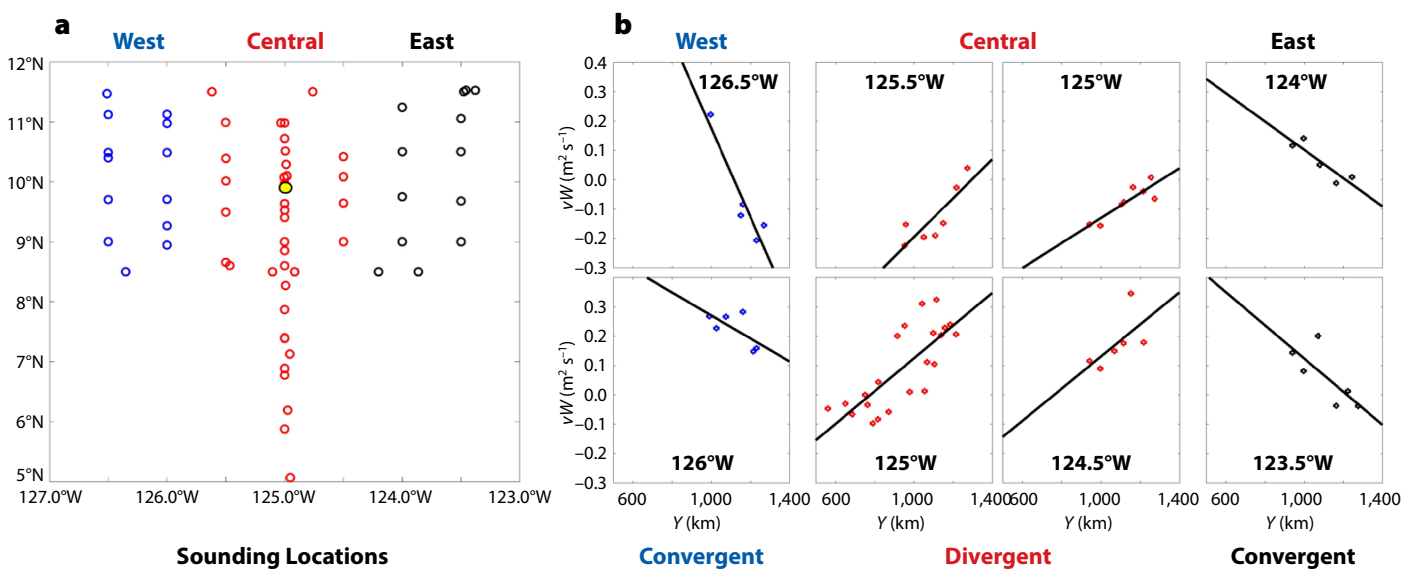 a
West Central East
12°N
11°N
10°N
9°N
8°N
7°N
6°N
5°N
127.0°W 126.0°W 125.0°W 124.0°W 123.0°W
Sounding Locations
b
West Central East
0.4
0.3
0.2
0.1
0.0
–0.1
–0.2
–0.3
vW (m² s⁻¹)
126.5°W 125.5°W 125°W 124°W
0.3
0.2
0.1
0.0
–0.1
–0.2
–0.3
vW (m² s⁻¹)
126°W 125°W 124.5°W 123.5°W
600 1,000 1,400 600 1,000 1,400 600 1,000 1,400 600 1,000 1,400
Y (km) Y (km) Y (km) Y (km)
Convergent Divergent Convergent